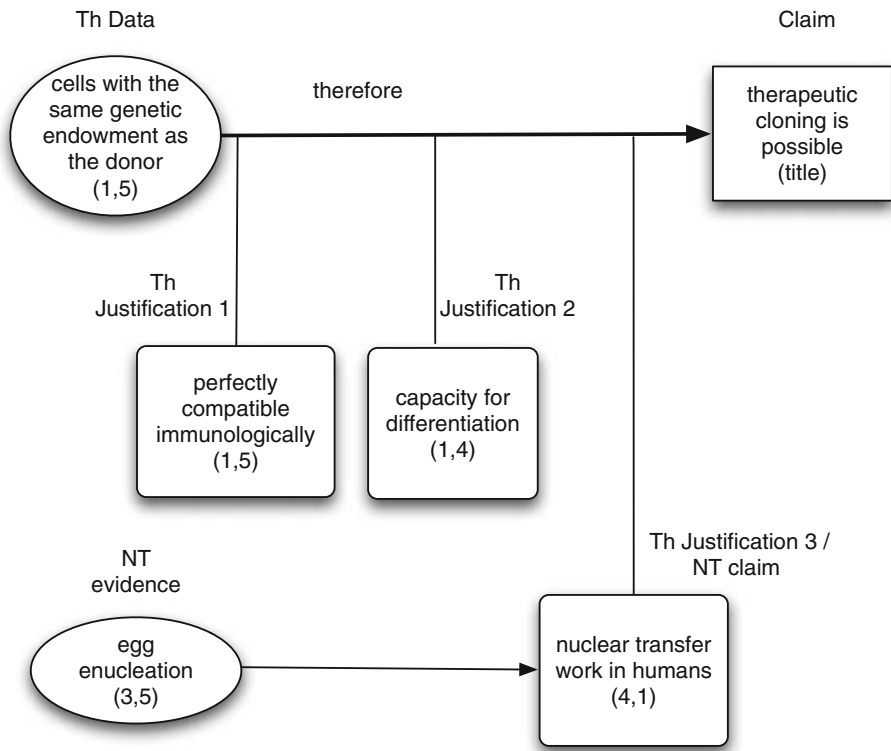 Th Data
Claim
cells with the
same genetic
endowment as
the donor
(1,5)
therefore
therapeutic
cloning is
possible
(title)
Th
Justification 1
Th
Justification 2
perfectly
compatible
immunologically
(1,5)
capacity for
differentiation
(1,4)
Th Justification 3 /
NT claim
NT
evidence
egg
enucleation
(3,5)
nuclear transfer
work in humans
(4,1)